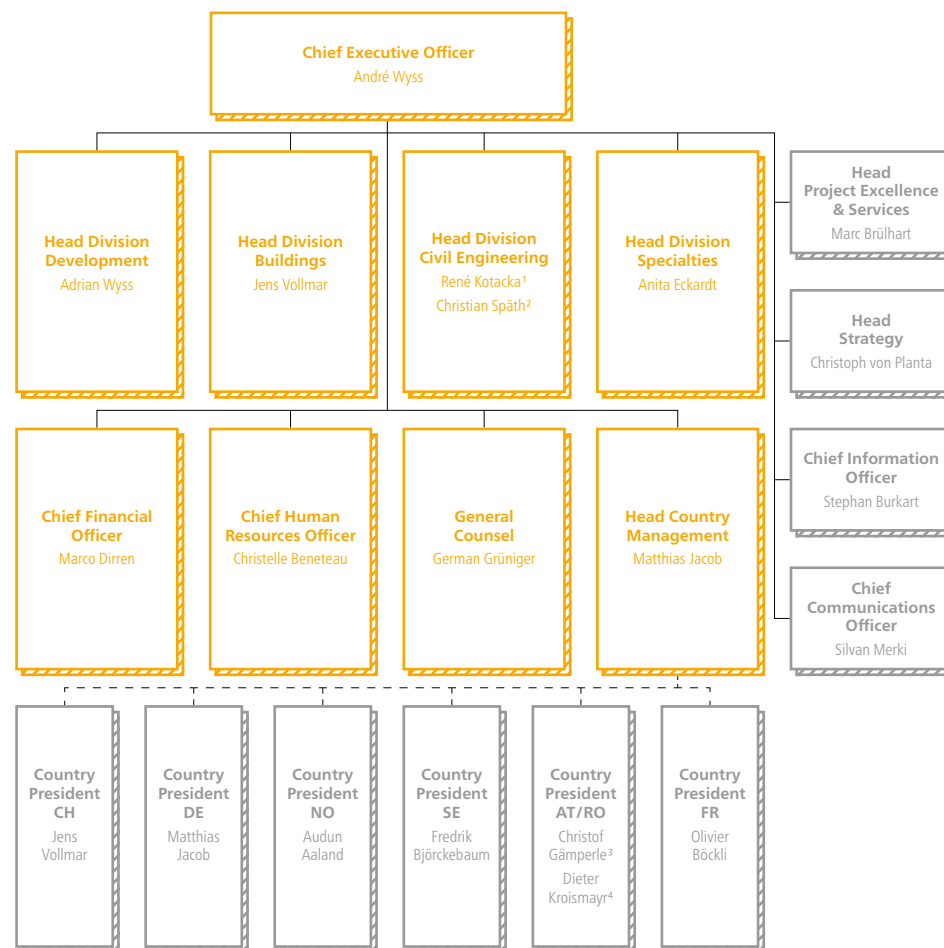 Chief Executive Officer
André Wyss
Head Division
Development
Adrian Wyss
Head Division
Buildings
Jens Vollmar
Head Division
Civil Engineering
René Kotacka¹
Christian Späth²
Head Division
Specialties
Anita Eckardt
Head
Project Excellence
& Services
Marc Brülhart
Head
Strategy
Christoph von Planta
Chief Financial
Officer
Marco Dirren
Chief Human
Resources Officer
Christelle Beneteau
General
Counsel
German Grüniger
Head Country
Management
Matthias Jacob
Chief Information
Officer
Stephan Burkart
Chief
Communications
Officer
Silvan Merki
Country
President
CH
Jens
Vollmar
Country
President
DE
Matthias
Jacob
Country
President
NO
Audun
Aaland
Country
President
SE
Fredrik
Björckebaum
Country
President
AT/RO
Christof
Gämperle³
Dieter
Kroismayr⁴
Country
President
FR
Olivier
Böckli